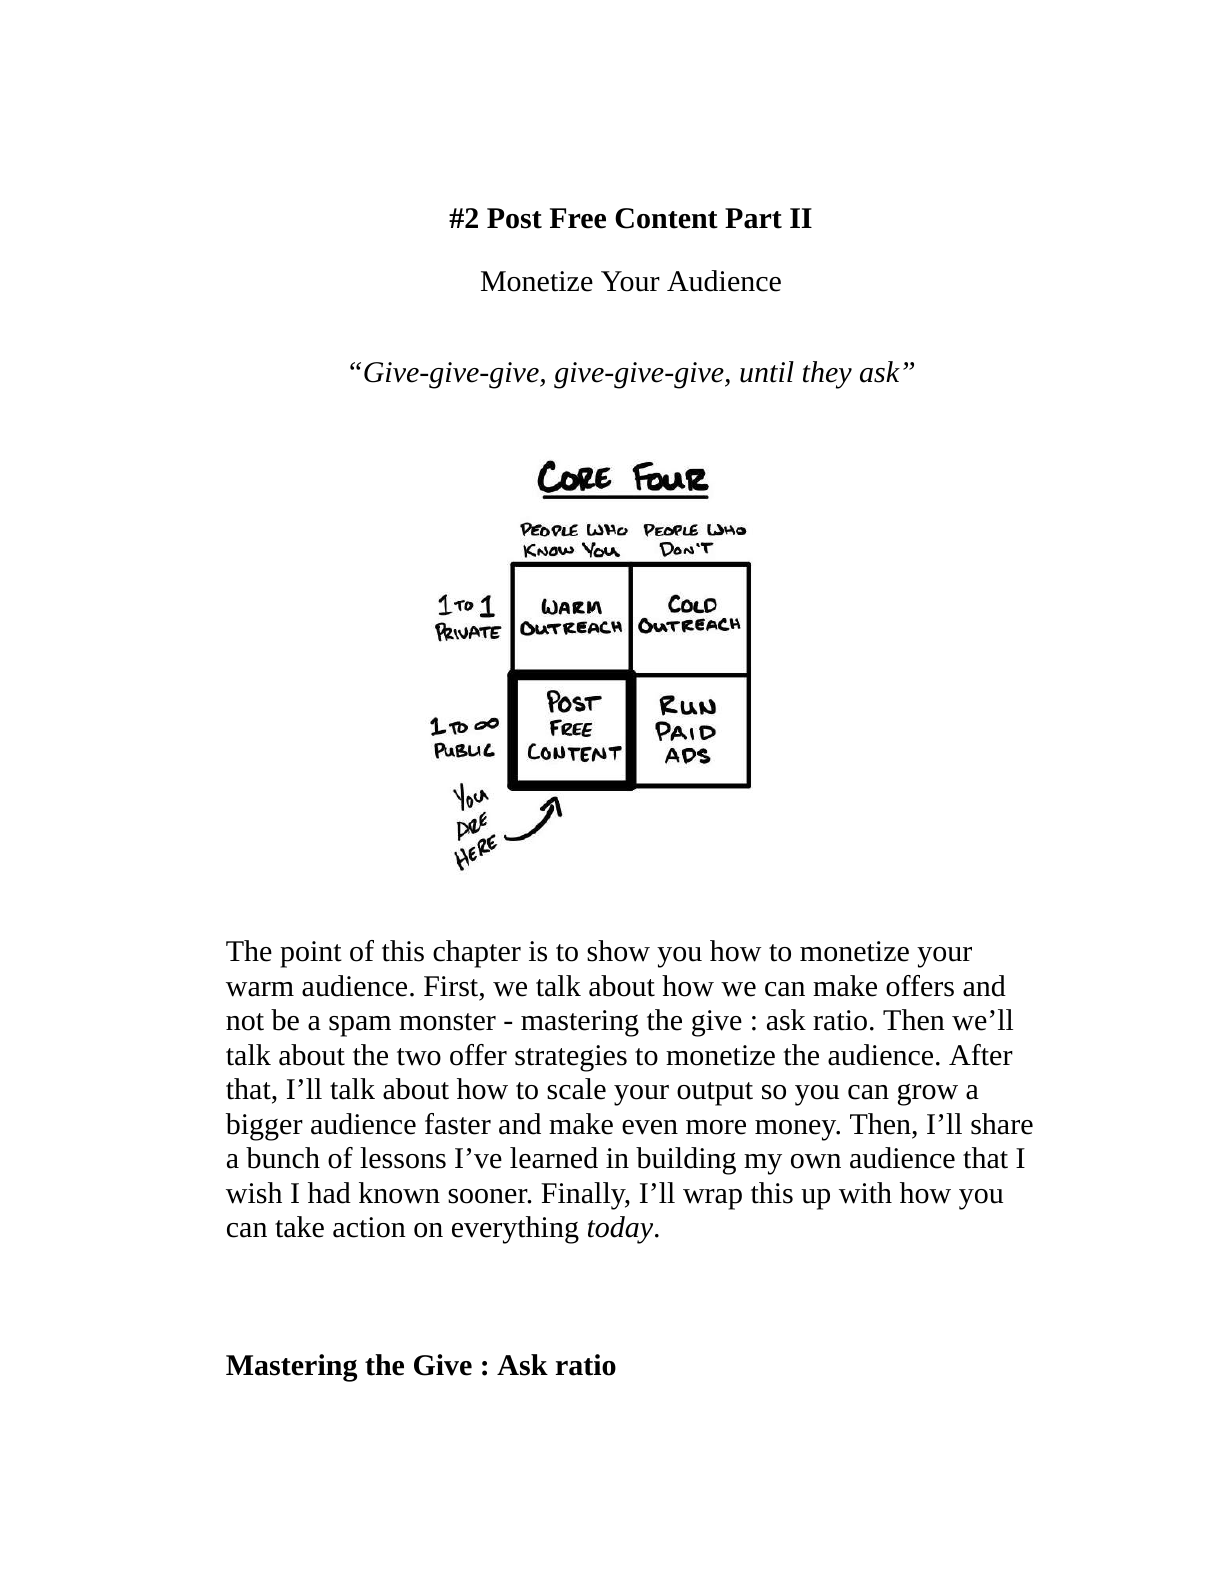 #2 Post Free Content Part II
Monetize Your Audience
“Give-give-give, give-give-give, until they ask”
CORE FOUR
PEOPLE WHO KNOW YOU
PEOPLE WHO DON'T
1 TO 1 PRIVATE
WARM OUTREACH
COLD OUTREACH
1 TO ∞ PUBLIC
POST FREE CONTENT
RUN PAID ADS
YOU ARE HERE
The point of this chapter is to show you how to monetize your
warm audience. First, we talk about how we can make offers and
not be a spam monster - mastering the give : ask ratio. Then we’ll
talk about the two offer strategies to monetize the audience. After
that, I’ll talk about how to scale your output so you can grow a
bigger audience faster and make even more money. Then, I’ll share
a bunch of lessons I’ve learned in building my own audience that I
wish I had known sooner. Finally, I’ll wrap this up with how you
can take action on everything today.
Mastering the Give : Ask ratio